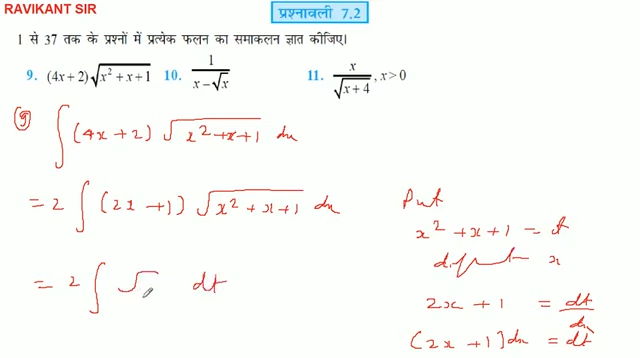 RAVIKANT SIR
प्रश्नावली 7.2
1 से 37 तक के प्रश्नों में प्रत्येक फलन का समाकलन ज्ञात कीजिए।
9. (4x+2)√(x²+x+1) 10. 1/(x−√x) 11. x/√(x+4), x>0
(9) ∫(4x+2) √(x²+x+1) dx
= 2 ∫(2x+1) √(x²+x+1) dx
= 2 ∫ √ dt
Put
x²+x+1 = t
x
2x+1 = dt/dx
(2x+1)dx = dt